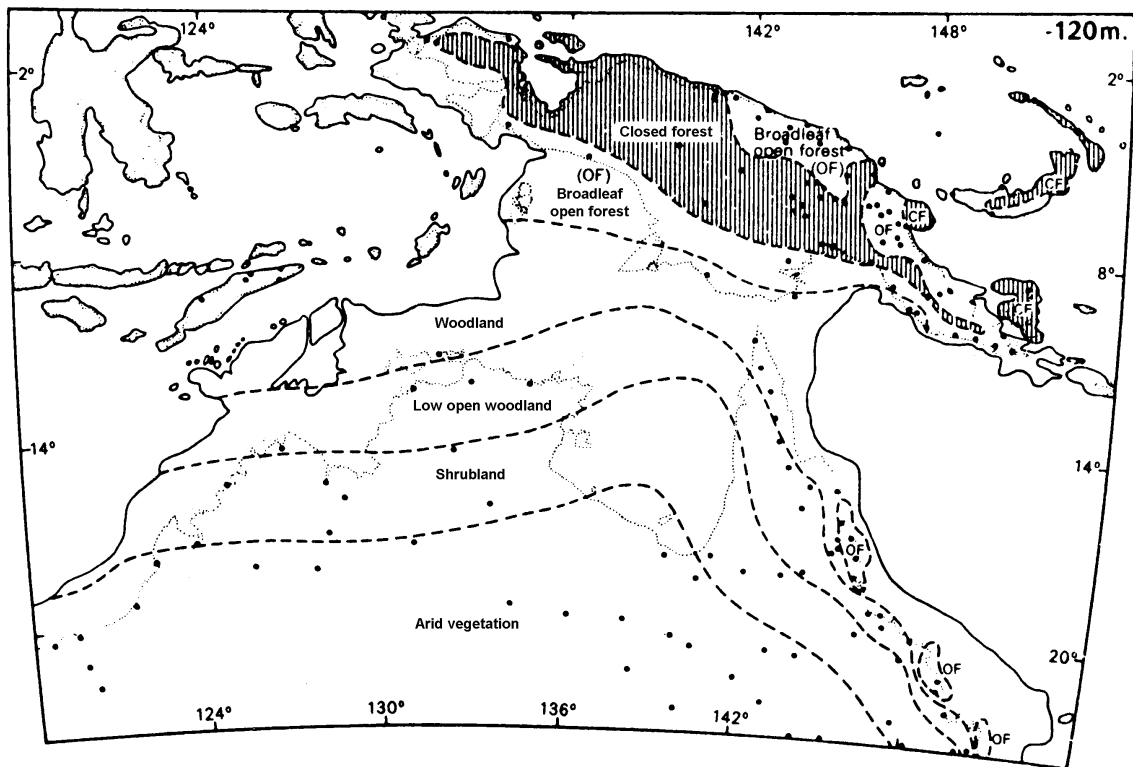 124°
142°
148°
-120m.
2°
2°
Closed forest
Broadleaf
open forest
(OF)
(OF)
Broadleaf
open forest
CF
CF
OF
8°
CF
Woodland
Low open woodland
14°
14°
Shrubland
OF
Arid vegetation
20°
OF
OF
124°
130°
136°
142°